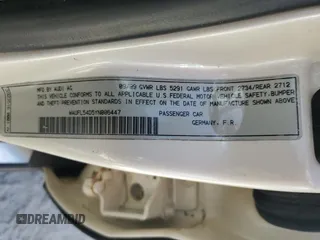 MFD BY AUDI AG 09/99 GVWR LBS 5291 GAWR LBS FRONT 2734/REAR 2712
THIS VEHICLE CONFORMS TO ALL APPLICABLE U.S FEDERAL MOTOR VEHICLE SAFETY, BUMPER
AND THEFT PREVENTION STANDARDS IN EFFECT ON THE DATE OF MANUFACTURE SHOWN ABOVE
PASSENGER CAR
GERMANY, F.R.
DREAMBID